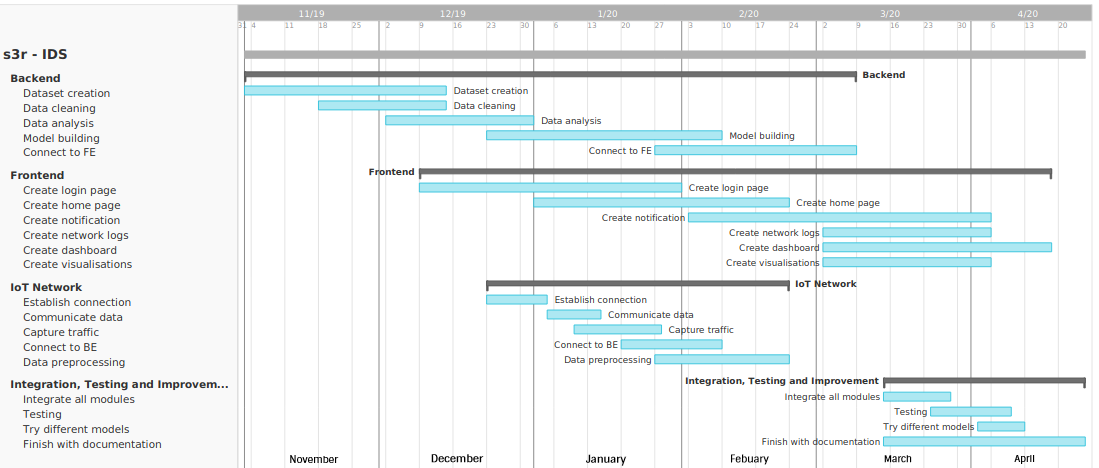 11/19 12/19 1/20 2/20 3/20 4/20
31 4 11 18 25 2 9 16 23 30 6 13 20 27 3 10 17 24 2 9 16 23 30 6 13 20
s3r - IDS
Backend Backend
Dataset creation Dataset creation
Data cleaning Data cleaning
Data analysis Data analysis
Model building Model building
Connect to FE Connect to FE
Frontend Frontend
Create login page Create login page
Create home page Create home page
Create notification Create notification
Create network logs Create network logs
Create dashboard Create dashboard
Create visualisations Create visualisations
IoT Network IoT Network
Establish connection Establish connection
Communicate data Communicate data
Capture traffic Capture traffic
Connect to BE Connect to BE
Data preprocessing Data preprocessing
Integration, Testing and Improvem... Integration, Testing and Improvement
Integrate all modules Integrate all modules
Testing Testing
Try different models Try different models
Finish with documentation Finish with documentation
November December January Febuary March April